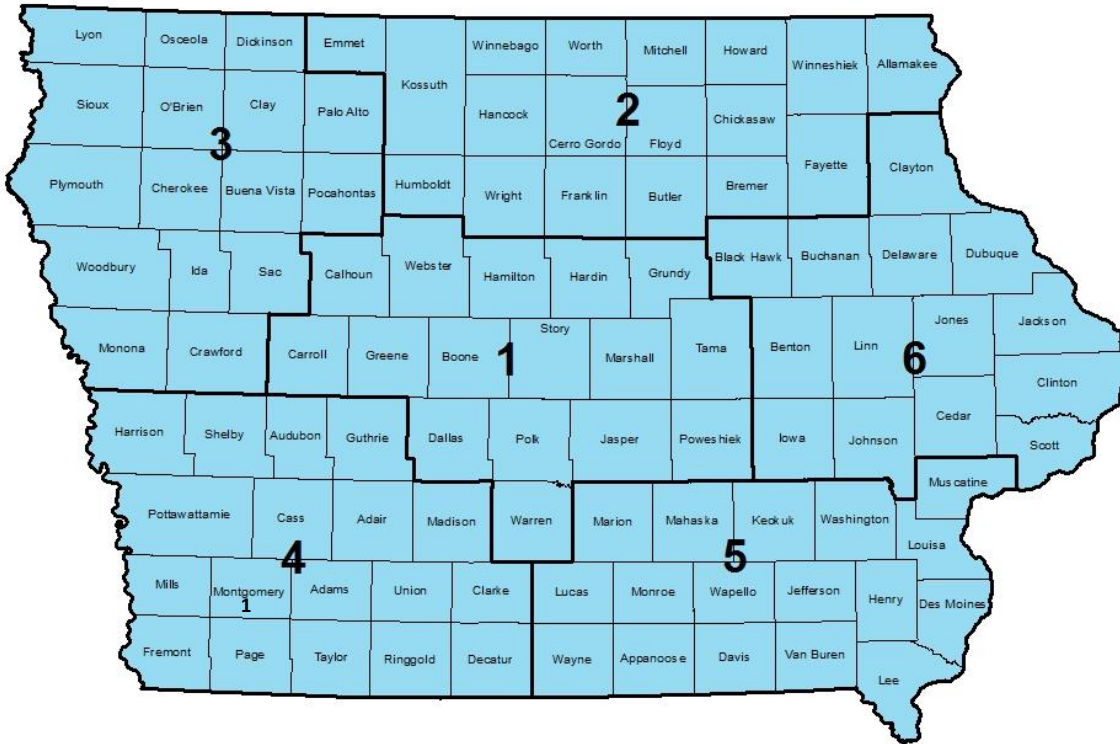 Lyon Osceola Dickinson Emmet Winnebago Worth Mitchell Howard Winneshiek Allamakee
Kossuth
Sioux O'Brien Clay Palo Alto Hancock Cerro Gordo Floyd Chickasaw
2
3
Fayette Clayton
Plymouth Cherokee Buena Vista Pocahontas Humboldt Wright Franklin Butler Bremer
Woodbury Ida Sac Calhoun Webster Hamilton Hardin Grundy Black Hawk Buchanan Delaware Dubuque
Monona Crawford Carroll Greene Boone Story Marshall Tama Benton Linn Jones Jackson
1
6
Clinton
Cedar
Harrison Shelby Audubon Guthrie Dallas Polk Jasper Poweshiek Iowa Johnson Scott
Muscatine
Pottawattamie Cass Adair Madison Warren Marion Mahaska Keokuk Washington
Louisa
4
5
Mills Montgomery Adams Union Clarke Lucas Monroe Wapello Jefferson Henry Des Moines
1
Fremont Page Taylor Ringgold Decatur Wayne Appanoose Davis Van Buren
Lee